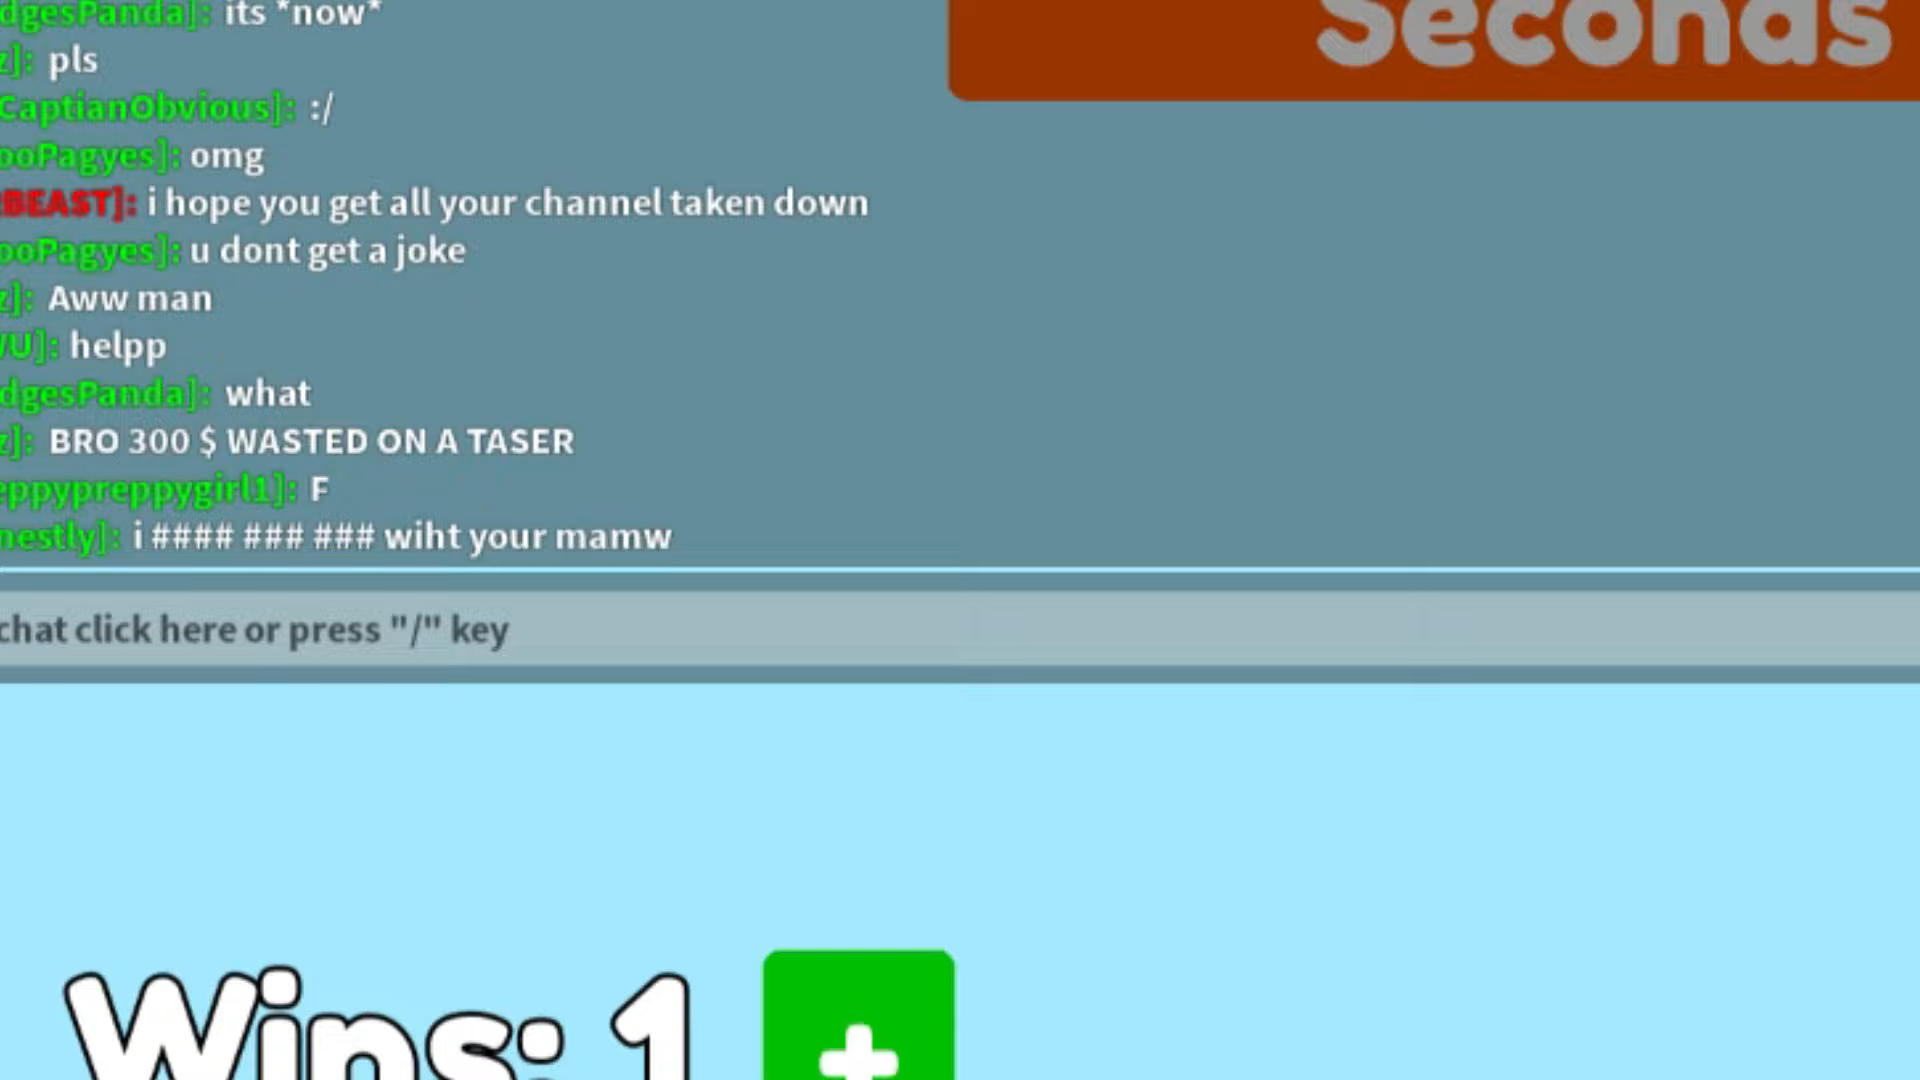 dgesPanda]: its *now*
Seconds
z]: pls
CaptianObvious]: :/
ooPagyes]: omg
BEAST]: i hope you get all your channel taken down
ooPagyes]: u dont get a joke
z]: Aww man
U]: helpp
dgesPanda]: what
z]: BRO 300 $ WASTED ON A TASER
eppypreppygirl1]: F
nestly]: i #### ### ### wiht your mamw
chat click here or press "/" key
Wins: 1 +